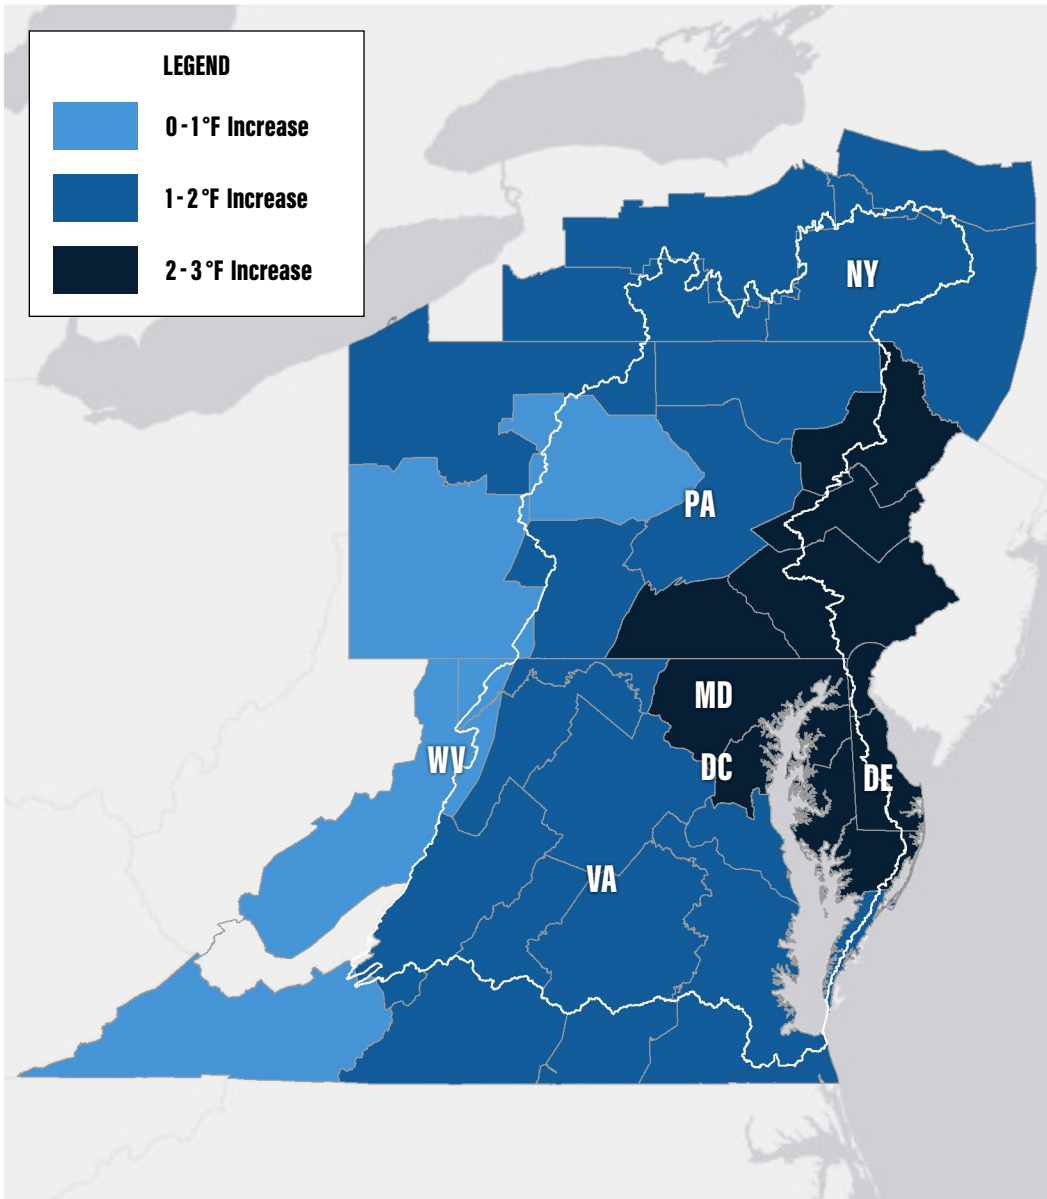 LEGEND
0-1°F Increase
1-2°F Increase
2-3°F Increase
NY
PA
MD
WV
DC
DE
VA